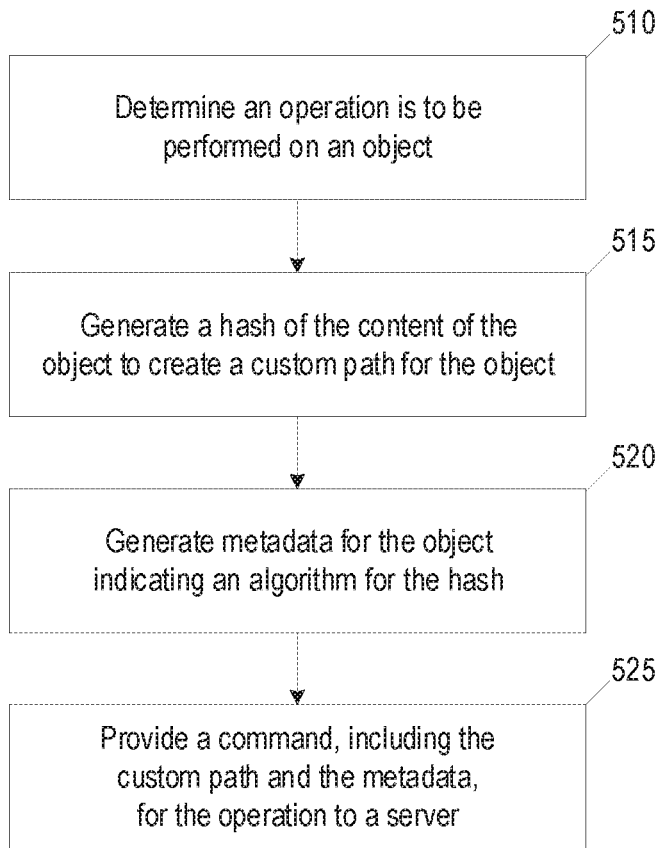 510
Determine an operation is to be
performed on an object
515
Generate a hash of the content of the
object to create a custom path for the object
520
Generate metadata for the object
indicating an algorithm for the hash
525
Provide a command, including the
custom path and the metadata,
for the operation to a server